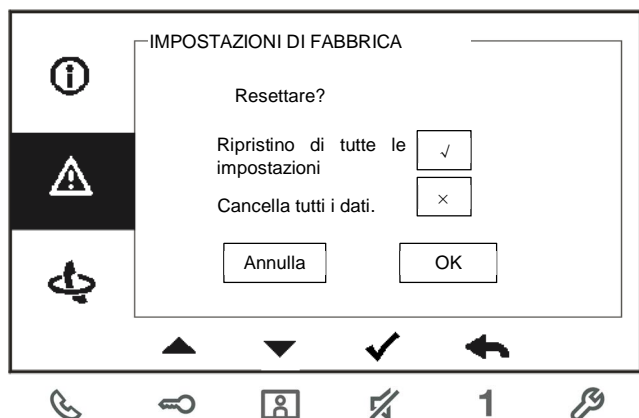 IMPOSTAZIONI DI FABBRICA
Resettare?
Ripristino di tutte le
impostazioni
√
Cancella tutti i dati.
×
Annulla
OK
1